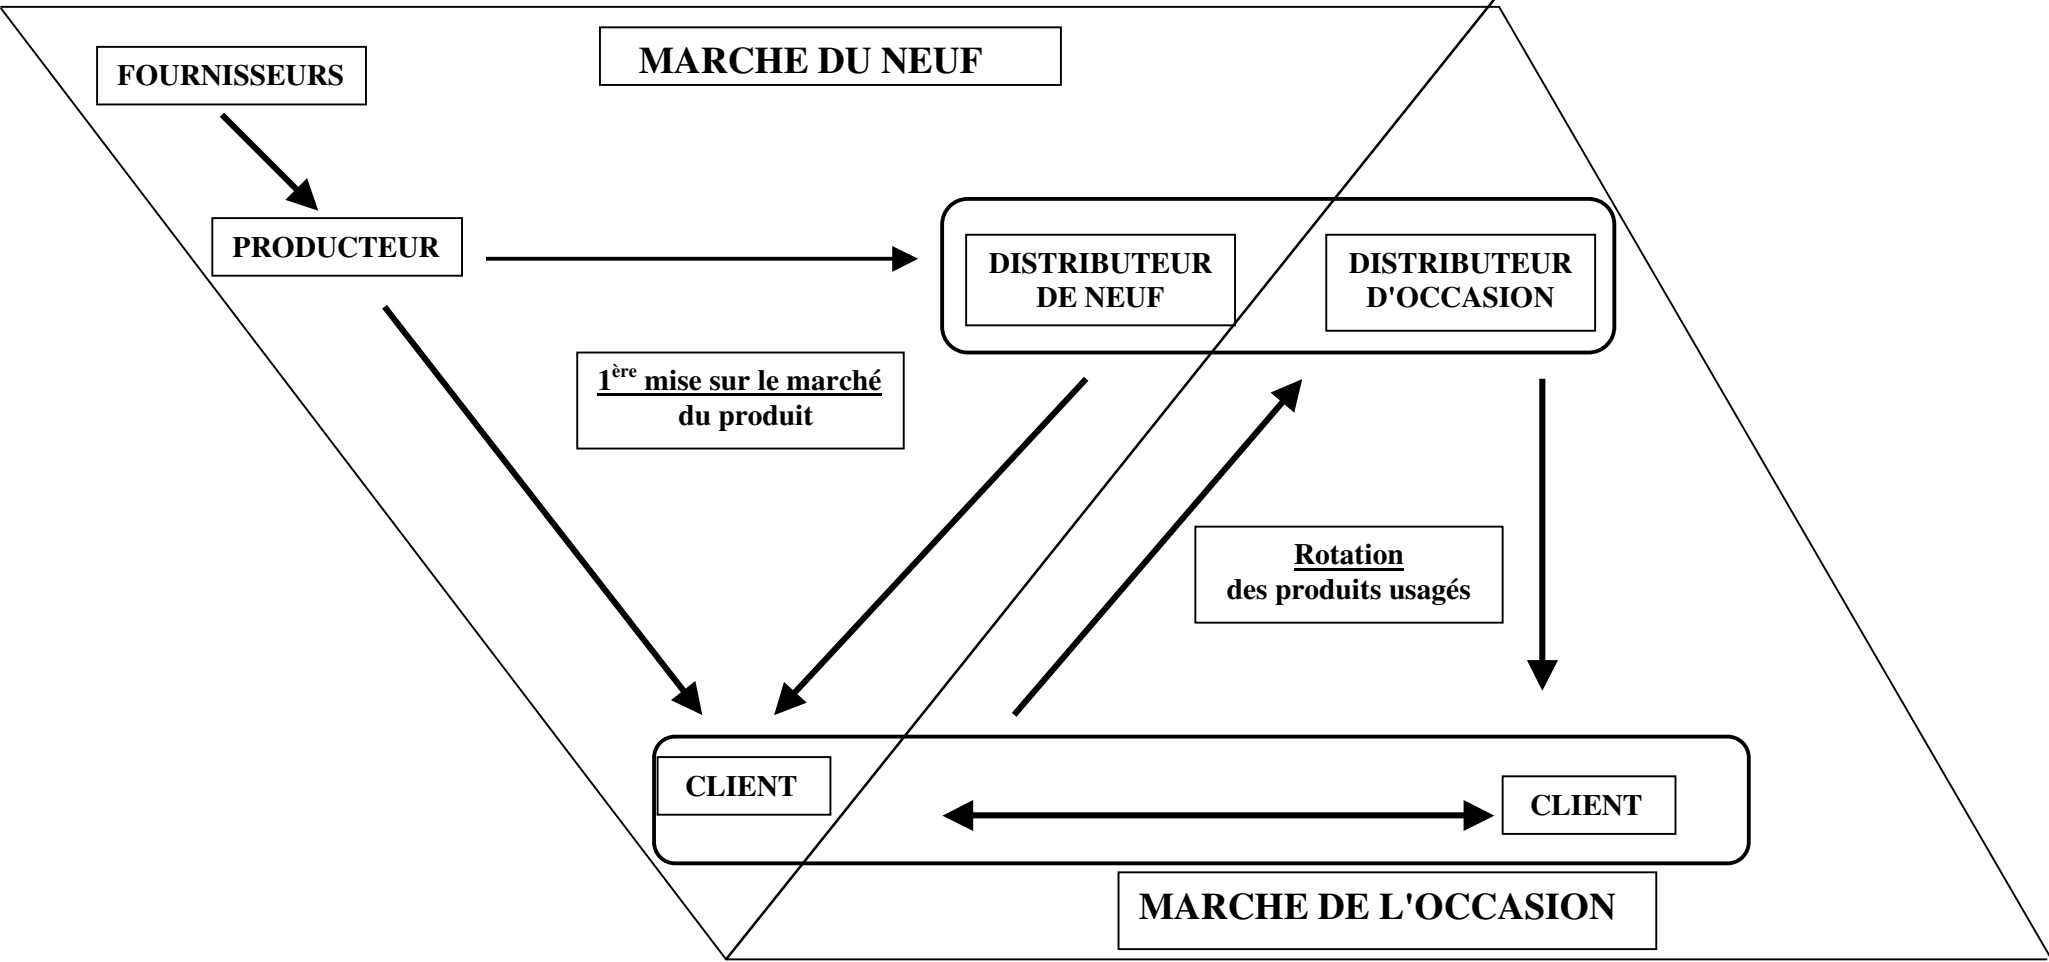 MARCHE DU NEUF
FOURNISSEURS
PRODUCTEUR
DISTRIBUTEUR
DE NEUF
DISTRIBUTEUR
D'OCCASION
1ère mise sur le marché
du produit
Rotation
des produits usagés
CLIENT
CLIENT
MARCHE DE L'OCCASION